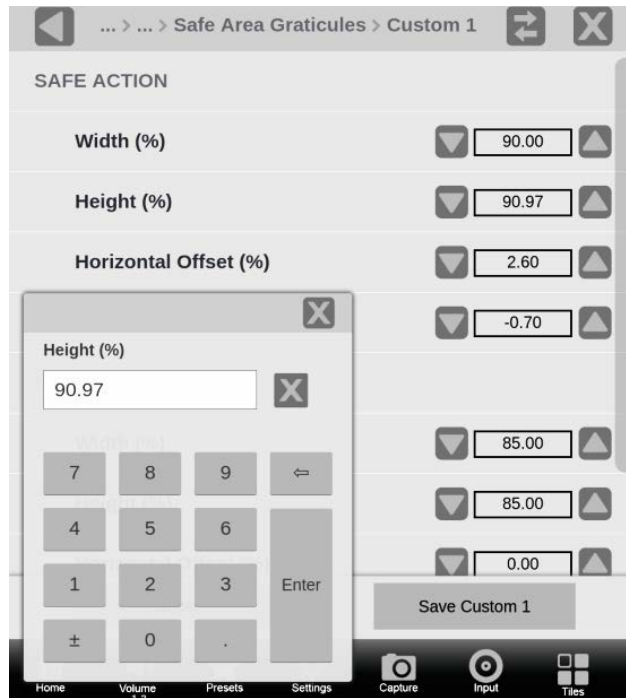 ... > ... > Safe Area Graticules > Custom 1
SAFE ACTION
Width (%) 90.00
Height (%) 90.97
Horizontal Offset (%) 2.60
-0.70
85.00
85.00
0.00
Height (%)
90.97
Width (%)
7 8 9 ⇦
4 5 6
1 2 3 Enter
± 0 .
Save Custom 1
Home Volume Presets Settings Capture Input Tiles